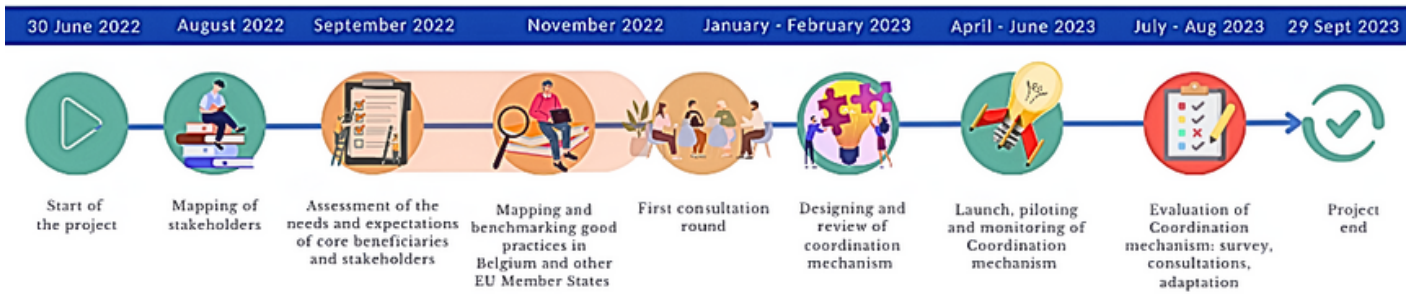 30 June 2022
August 2022
September 2022
November 2022
January - February 2023
April - June 2023
July - Aug 2023
29 Sept 2023
Start of
the project
Mapping of
stakeholders
Assessment of the
needs and expectations
of core beneficiaries
and stakeholders
Mapping and
benchmarking good
practices in
Belgium and other
EU Member States
First consultation
round
Designing and
review of
coordination
mechanism
Launch, piloting
and monitoring of
Coordination
mechanism
Evaluation of
Coordination
mechanism: survey,
consultations,
adaptation
Project
end